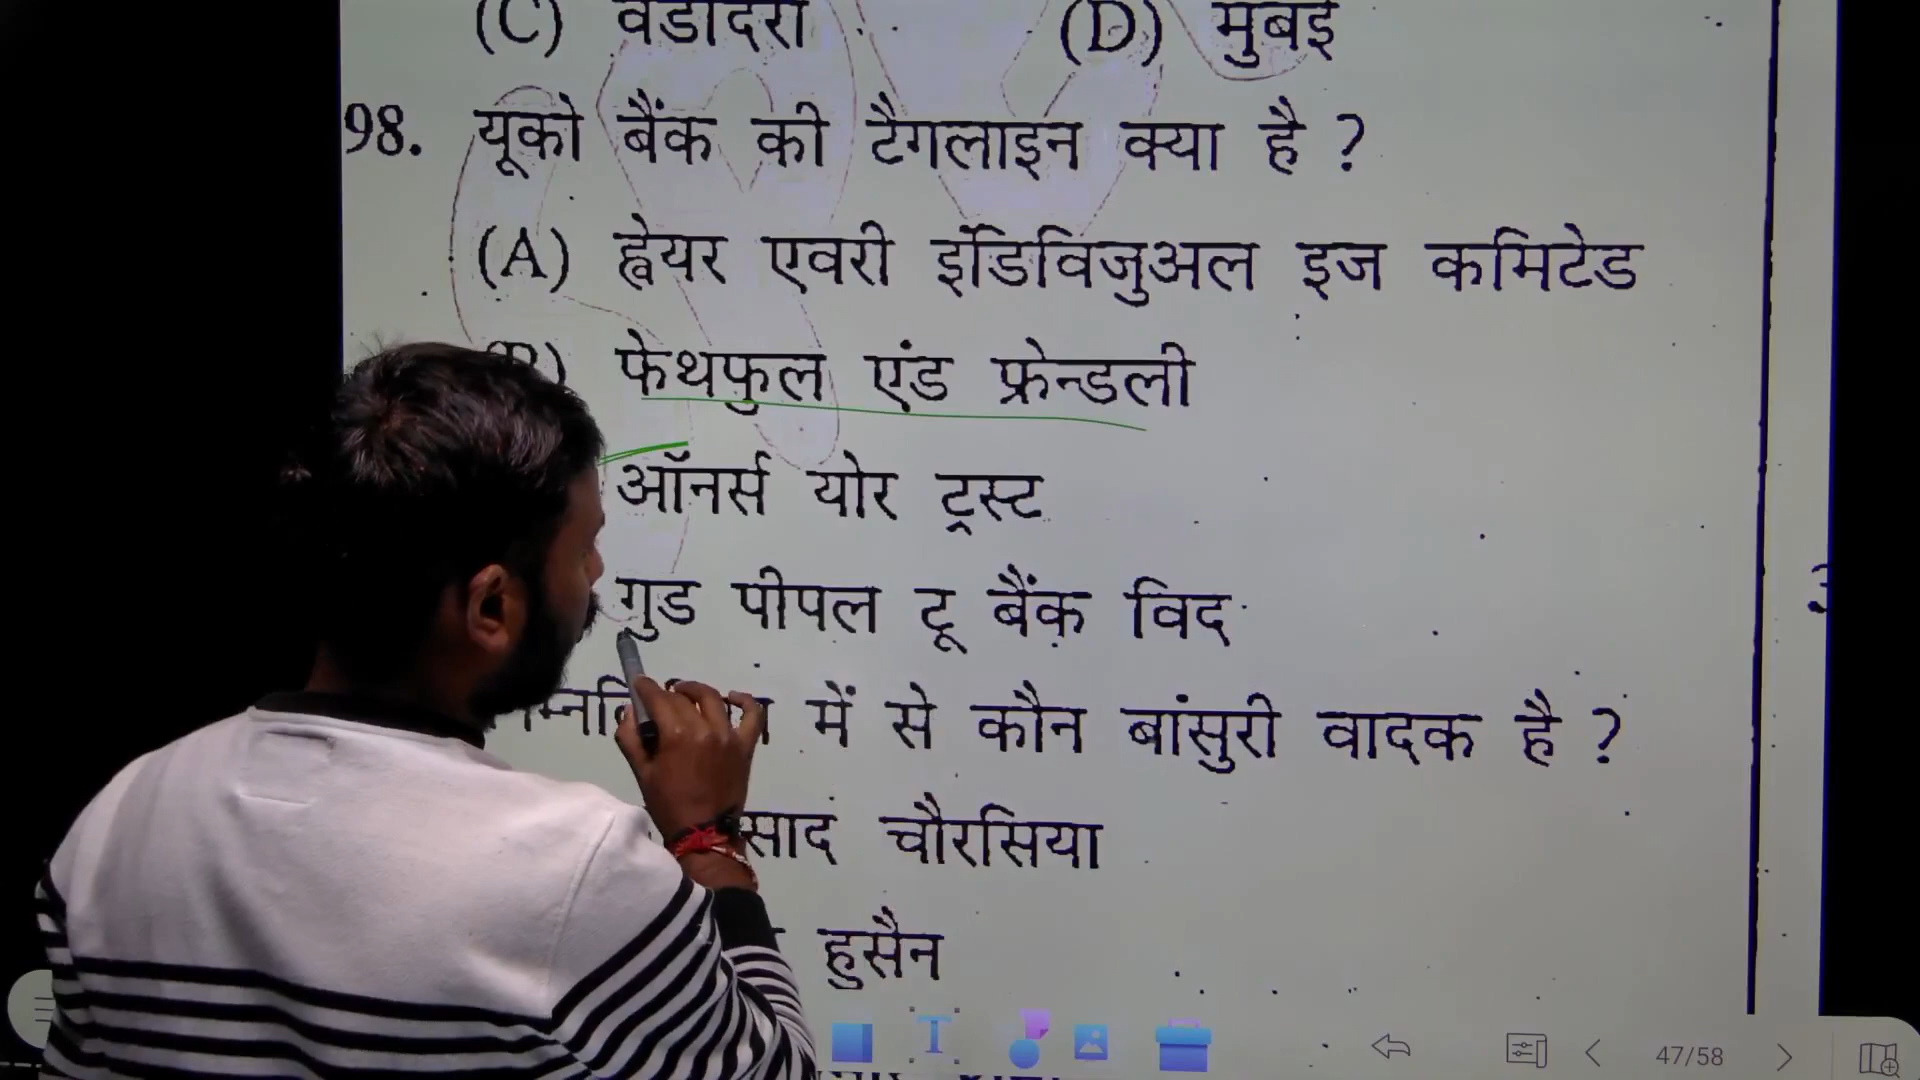 (C) वडोदरा (D) मुंबई
98. यूको बैंक की टैगलाइन क्या है ?
(A) ह्वेयर एवरी इंडिविजुअल इज कमिटेड
फेथफुल एंड फ्रेन्डली
ऑनर्स योर ट्रस्ट
गुड पीपल टू बैंक विद
में से कौन बांसुरी वादक है ?
चौरसिया
हुसैन
47/58